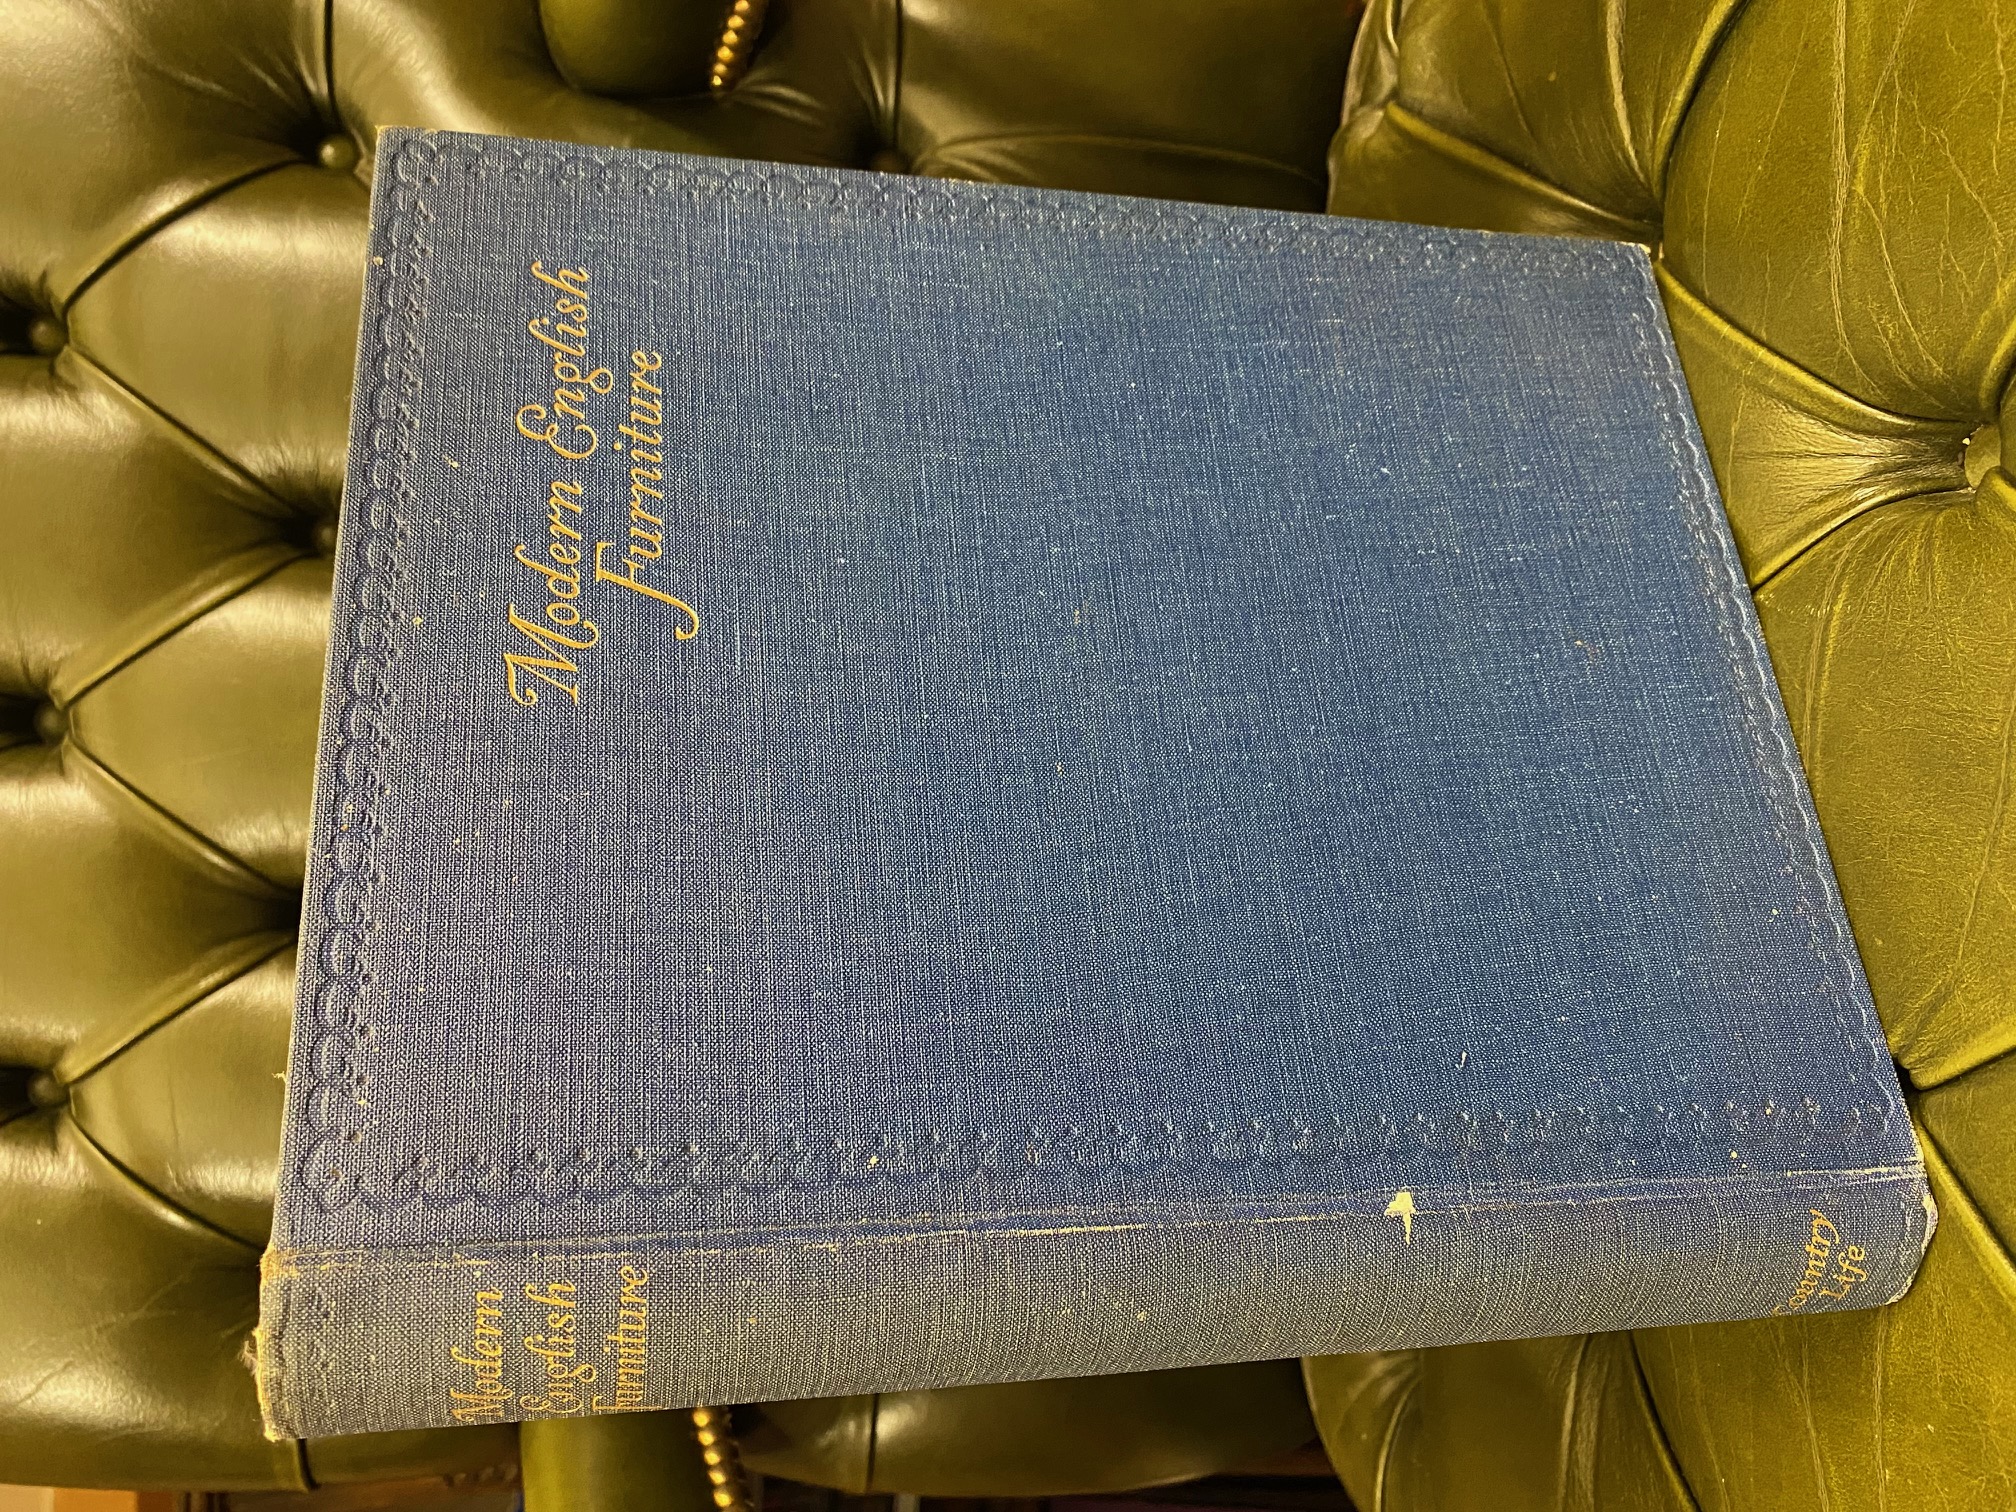 Modern English
Furniture
Modern
English
Furniture
Country
Life